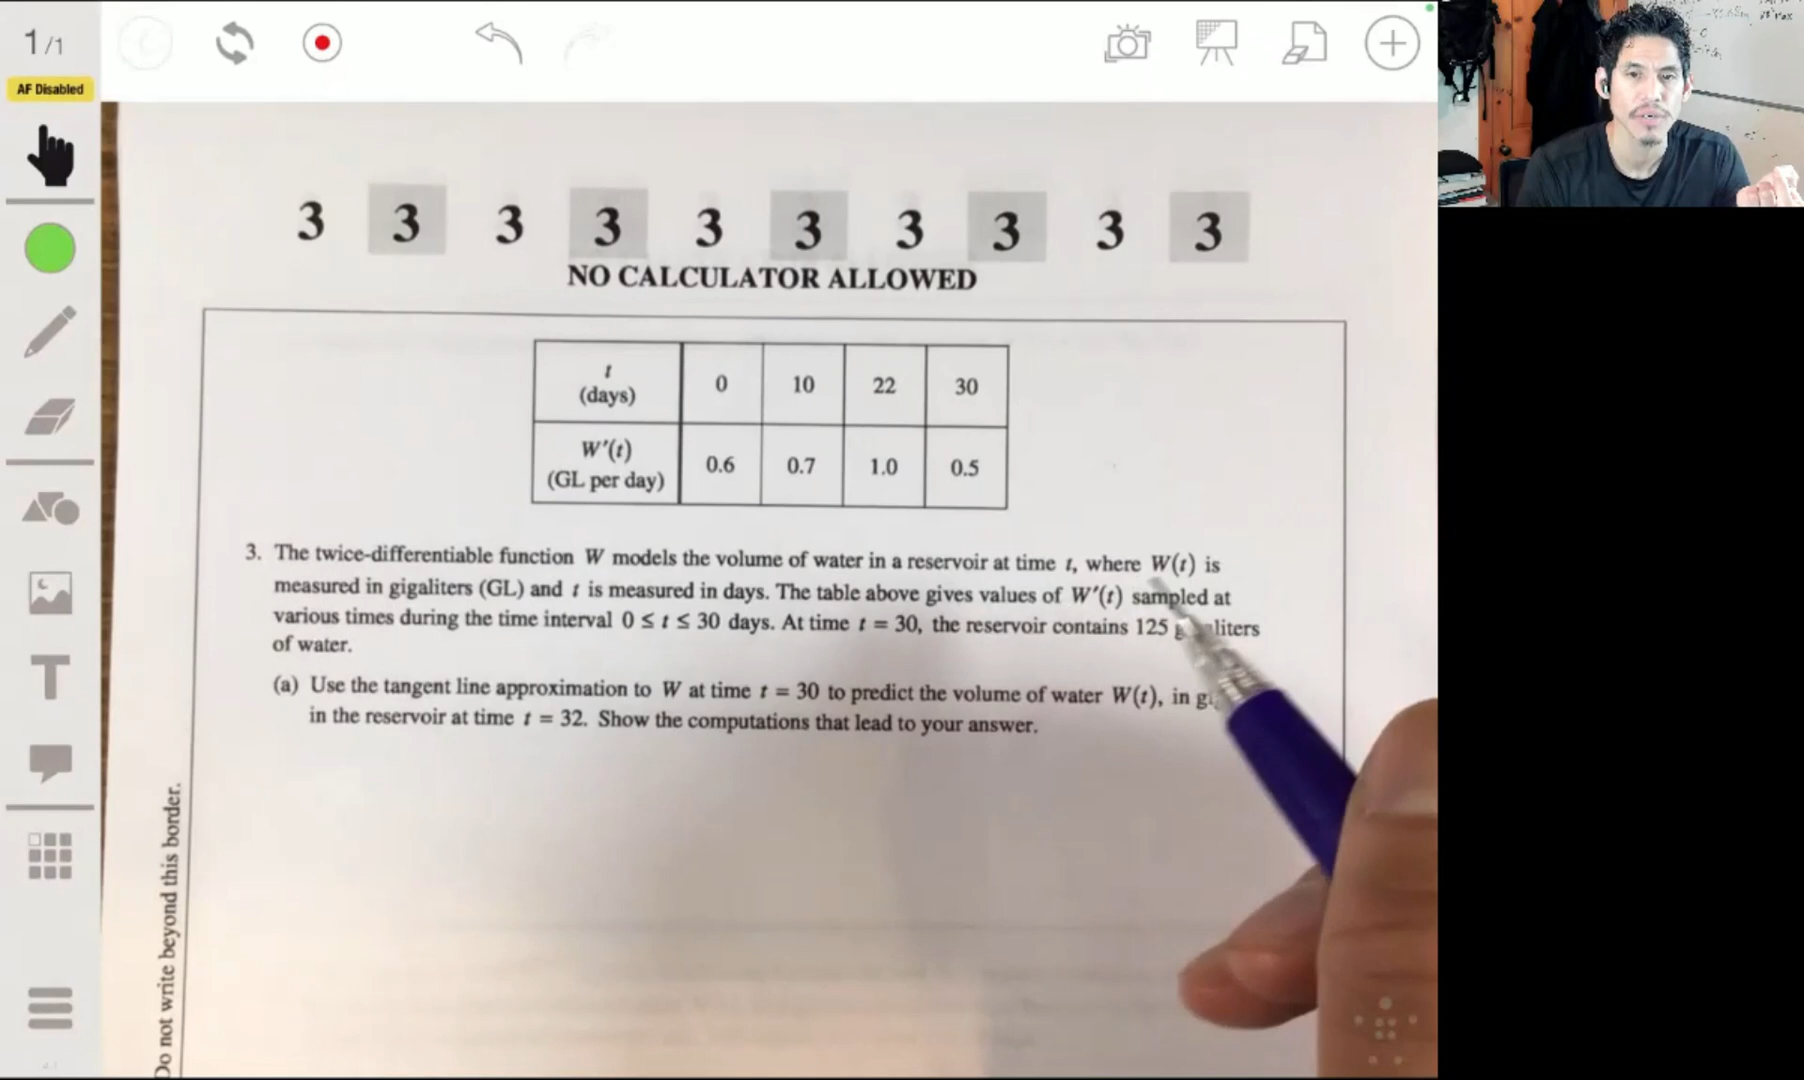 1/1
AF Disabled
3 3 3 3 3 3 3 3 3 3
NO CALCULATOR ALLOWED
t (days) 0 10 22 30
W′(t) (GL per day) 0.6 0.7 1.0 0.5
3. The twice-differentiable function W models the volume of water in a reservoir at time t, where W(t) is
measured in gigaliters (GL) and t is measured in days. The table above gives values of W′(t) sampled at
various times during the time interval 0 ≤ t ≤ 30 days. At time t = 30, the reservoir contains 125
of water.
(a) Use the tangent line approximation to W at time t = 30 to predict the volume of water W(t), in
in the reservoir at time t = 32. Show the computations that lead to your answer.
Do not write beyond this border.
T